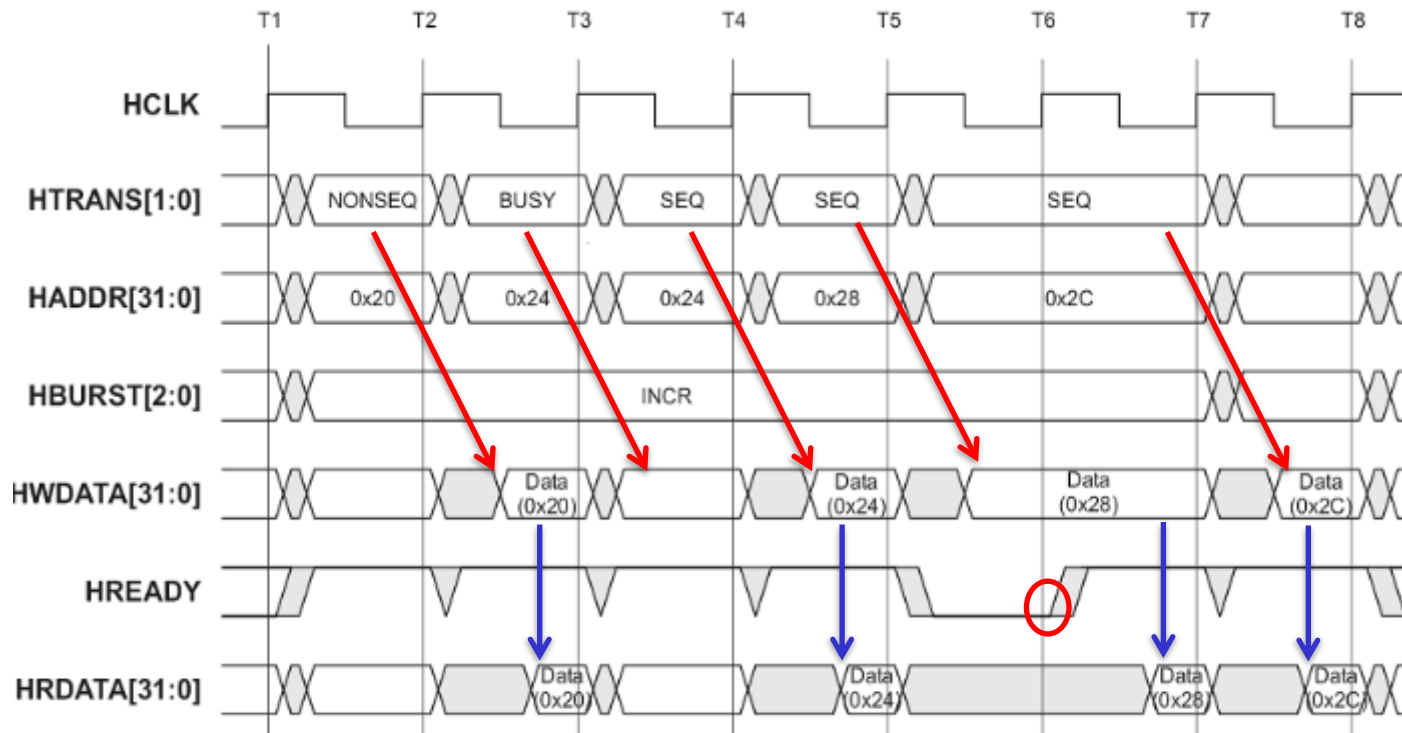 T1 T2 T3 T4 T5 T6 T7 T8
HCLK
HTRANS[1:0] NONSEQ BUSY SEQ SEQ SEQ
HADDR[31:0] 0x20 0x24 0x24 0x28 0x2C
HBURST[2:0] INCR
HWDATA[31:0] Data Data Data Data
(0x20) (0x24) (0x28) (0x2C)
HREADY
HRDATA[31:0] Data Data Data Data
(0x20) (0x24) (0x28) (0x2C)